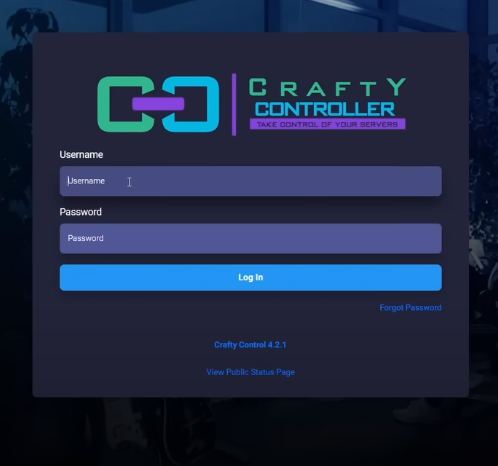 CRAFTY
CONTROLLER
TAKE CONTROL OF YOUR SERVERS
Username
Username
Password
Password
Log In
Forgot Password
Crafty Control 4.2.1
View Public Status Page